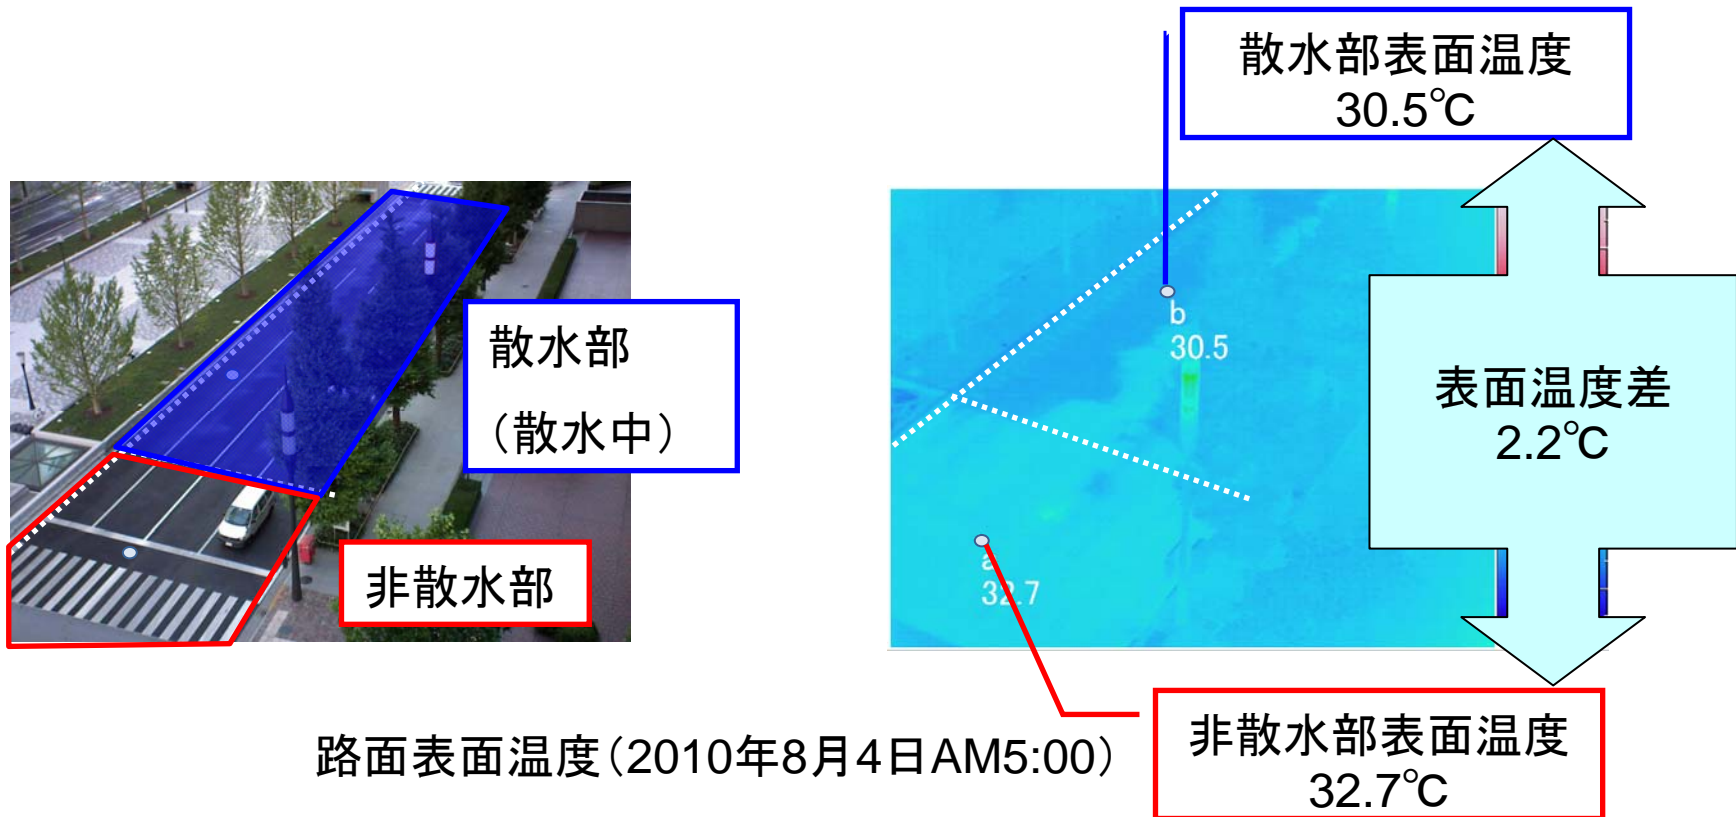 散水部表面温度
30.5℃
散水部
（散水中）
非散水部
b
30.5
a
32.7
表面温度差
2.2℃
路面表面温度（2010年8月4日AM5:00）
非散水部表面温度
32.7℃